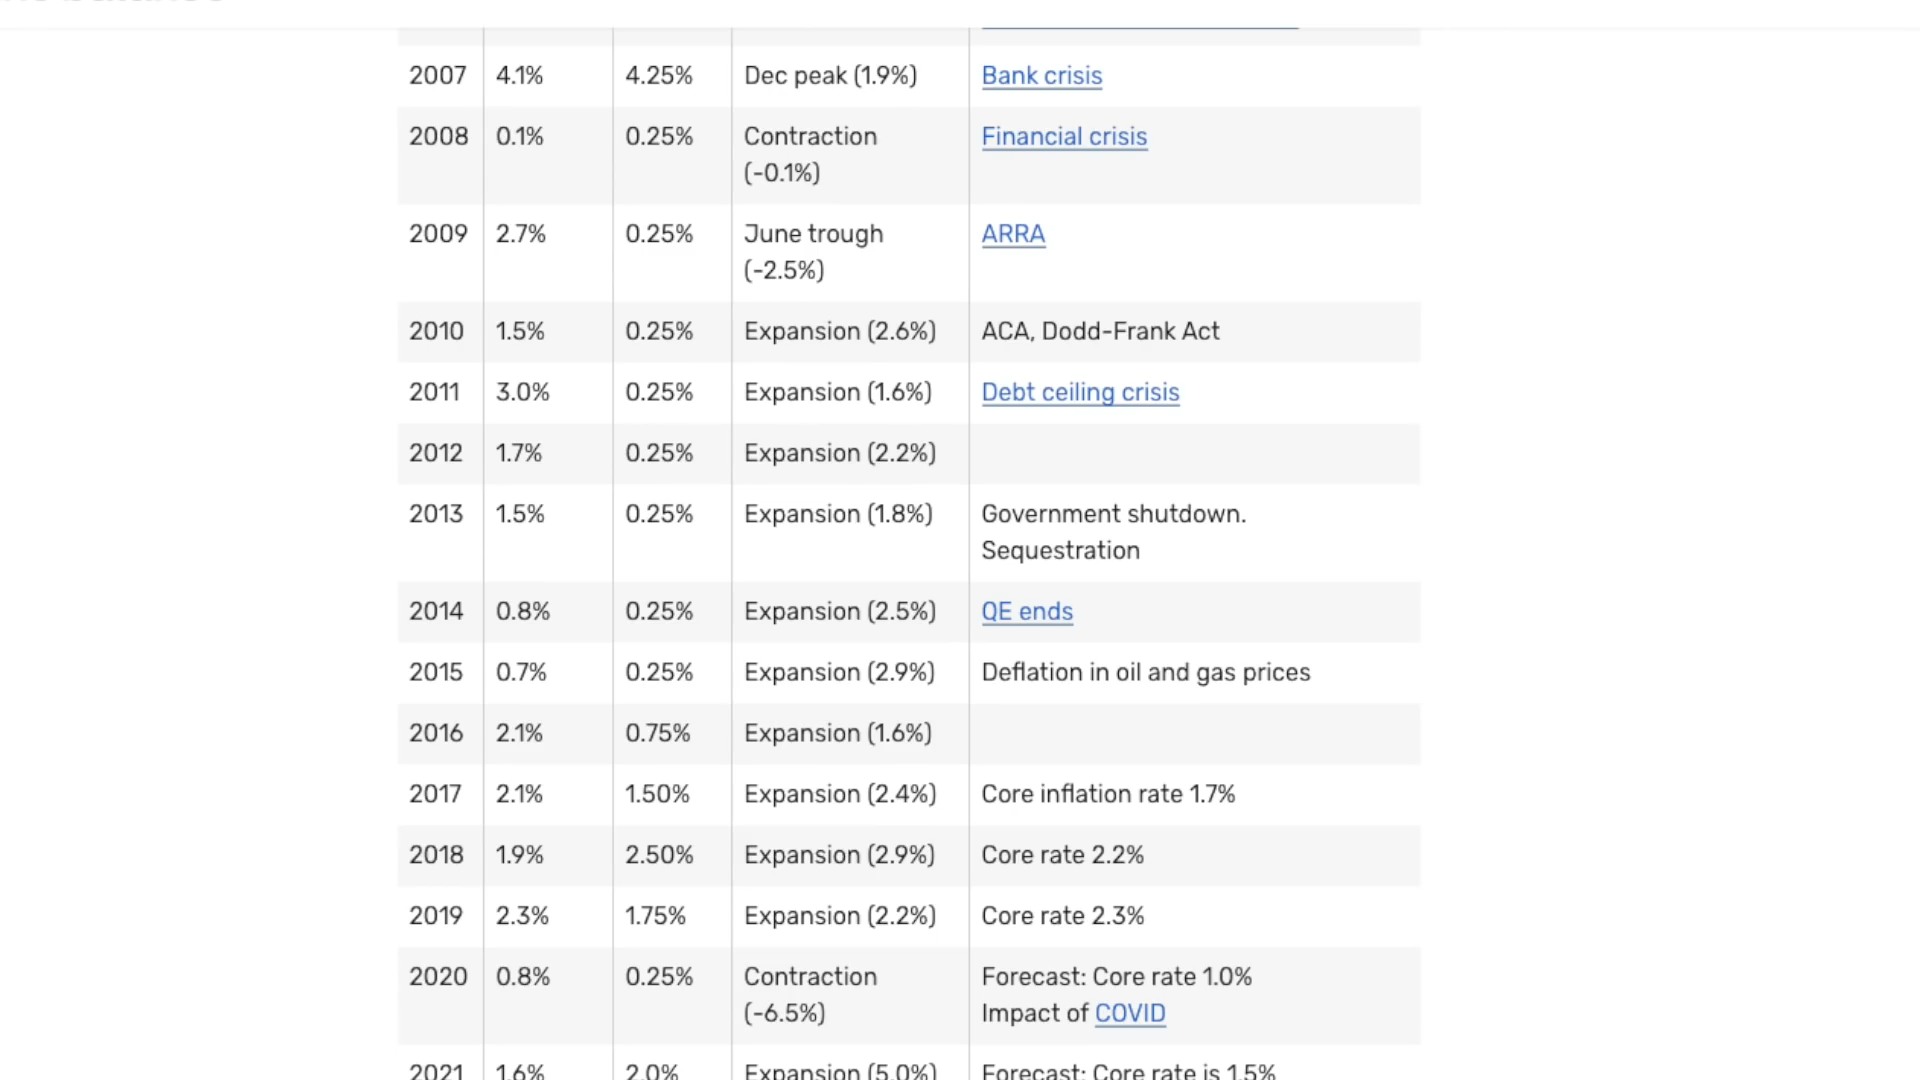 2007 4.1% 4.25% Dec peak (1.9%) Bank crisis
2008 0.1% 0.25% Contraction (-0.1%) Financial crisis
2009 2.7% 0.25% June trough (-2.5%) ARRA
2010 1.5% 0.25% Expansion (2.6%) ACA, Dodd-Frank Act
2011 3.0% 0.25% Expansion (1.6%) Debt ceiling crisis
2012 1.7% 0.25% Expansion (2.2%)
2013 1.5% 0.25% Expansion (1.8%) Government shutdown. Sequestration
2014 0.8% 0.25% Expansion (2.5%) QE ends
2015 0.7% 0.25% Expansion (2.9%) Deflation in oil and gas prices
2016 2.1% 0.75% Expansion (1.6%)
2017 2.1% 1.50% Expansion (2.4%) Core inflation rate 1.7%
2018 1.9% 2.50% Expansion (2.9%) Core rate 2.2%
2019 2.3% 1.75% Expansion (2.2%) Core rate 2.3%
2020 0.8% 0.25% Contraction (-6.5%) Forecast: Core rate 1.0% Impact of COVID
2021 1.6% 2.0% Expansion (5.0%) Forecast: Core rate is 1.5%